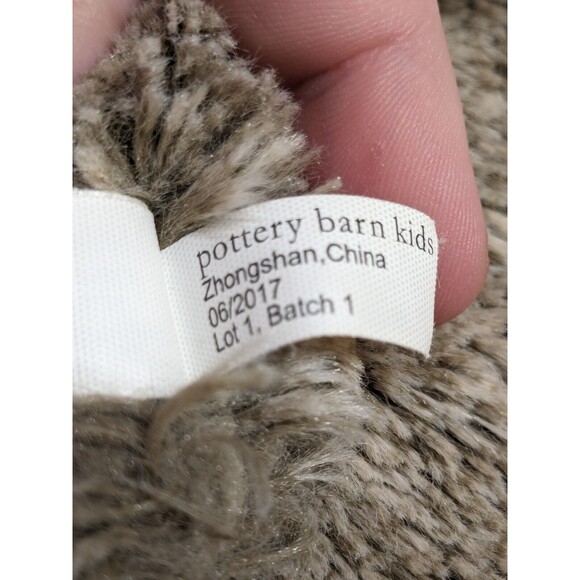 pottery barn kids
Zhongshan,China
06/2017
Lot 1, Batch 1